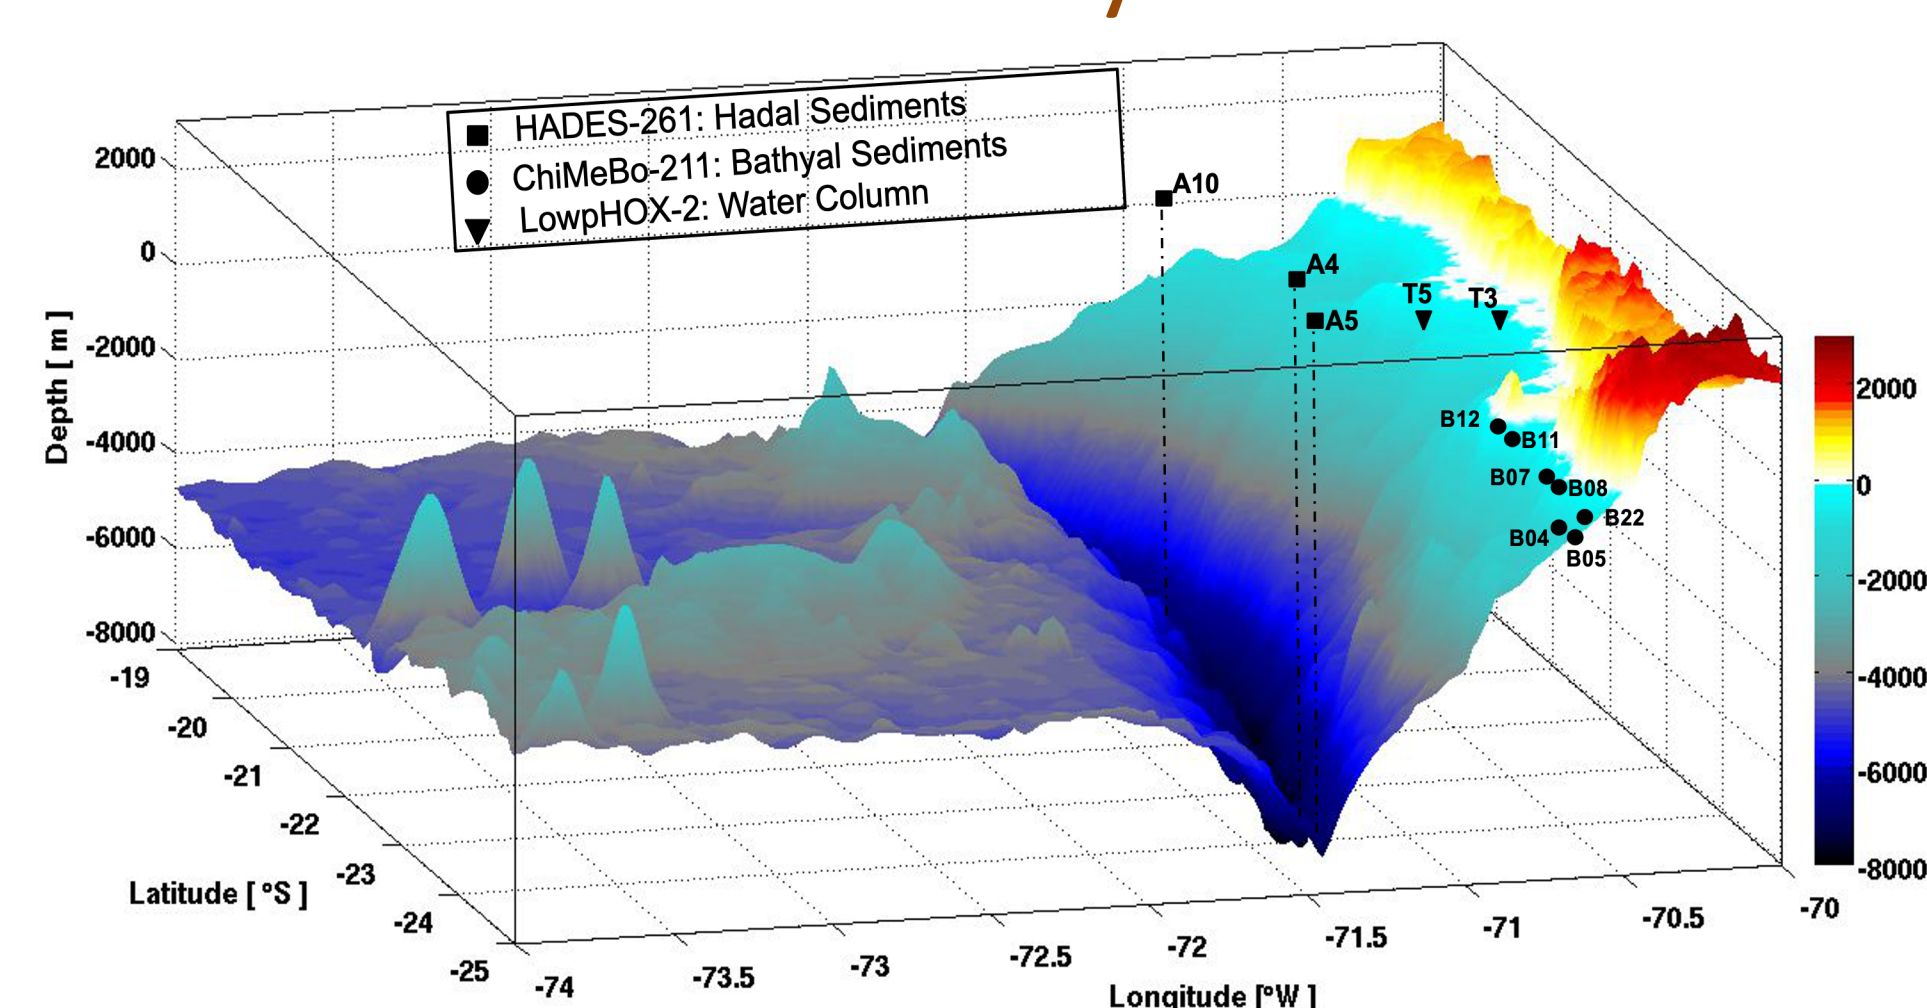 HADES-261: Hadal Sediments
ChiMeBo-211: Bathyal Sediments
LowpHOX-2: Water Column
A10
A4
A5
T5
T3
B12
B11
B07
B08
B22
B04
B05
Depth [ m ]
2000
0
-2000
-4000
-6000
-8000
-19
-20
-21
-22
-23
-24
-25
Latitude [ °S ]
-74
-73.5
-73
-72.5
-72
-71.5
-71
-70.5
-70
Longitude [°W ]
2000
0
-2000
-4000
-6000
-8000